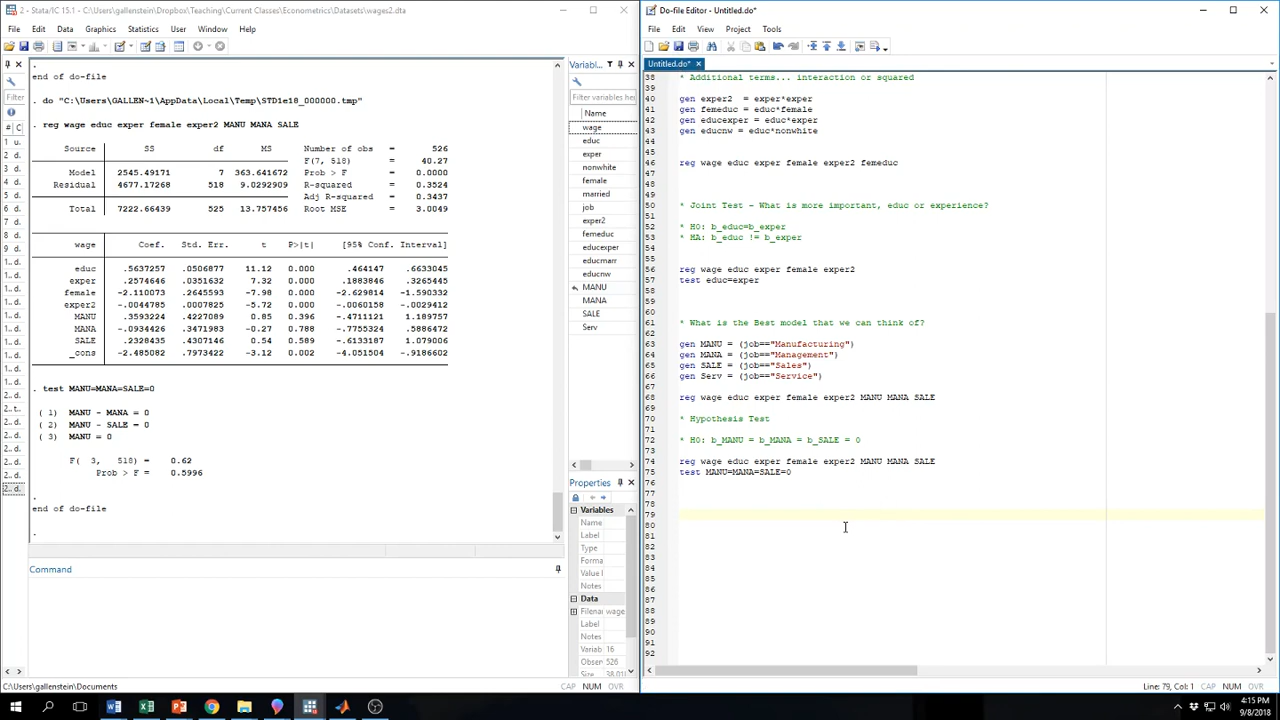 2 - Stata/IC 15.1 - C:\Users\gallenstein\Dropbox\Teaching\Current Classes\Econometrics\Datasets\wages2.dta
File Edit Data Graphics Statistics User Window Help
.
end of do-file
. do "C:\Users\GALLEN~1\AppData\Local\Temp\STD1e18_000000.tmp"
. reg wage educ exper female exper2 MANU MANA SALE
Source SS df MS Number of obs = 526
F(7, 518) = 40.27
Model 2545.49171 7 363.641672 Prob > F = 0.0000
Residual 4677.17268 518 9.0292909 R-squared = 0.3524
Adj R-squared = 0.3437
Total 7222.66439 525 13.757456 Root MSE = 3.0049
wage Coef. Std. Err. t P>|t| [95% Conf. Interval]
educ .5637257 .0506877 11.12 0.000 .464147 .6633045
exper .2574646 .0351632 7.32 0.000 .1883846 .3265445
female -2.110073 .2645593 -7.98 0.000 -2.629814 -1.590332
exper2 -.0044785 .0007825 -5.72 0.000 -.0060158 -.0029412
MANU .3593224 .4227089 0.85 0.396 -.4711121 1.189757
MANA -.0934426 .3471983 -0.27 0.788 -.7755324 .5886472
SALE .2328435 .4307146 0.54 0.589 -.6133187 1.079006
_cons -2.485082 .7973422 -3.12 0.002 -4.051504 -.9186602
. test MANU=MANA=SALE=0
( 1) MANU - MANA = 0
( 2) MANU - SALE = 0
( 3) MANU = 0
F( 3, 518) = 0.62
Prob > F = 0.5996
.
end of do-file
.
Command
C:\Users\gallenstein\Documents
CAP NUM OVR
Variabl...
Filter variables he
Name
wage
educ
exper
nonwhite
female
married
job
exper2
femeduc
educexper
educmarr
educnw
MANU
MANA
SALE
Serv
Properties
Variables
Name
Label
Type
Forma
Value l
Notes
Data
Filenar wage
Label
Notes
Variab 16
Obser 526
Do-file Editor - Untitled.do*
File Edit View Project Tools
Untitled.do*
38 * Additional terms... interaction or squared
39
40 gen exper2 = exper*exper
41 gen femeduc = educ*female
42 gen educexper = educ*exper
43 gen educnw = educ*nonwhite
44
45
46 reg wage educ exper female exper2 femeduc
47
48
49
50 * Joint Test - What is more important, educ or experience?
51
52 * H0: b_educ=b_exper
53 * HA: b_educ != b_exper
54
55
56 reg wage educ exper female exper2
57 test educ=exper
58
59
60
61 * What is the Best model that we can think of?
62
63 gen MANU = (job=="Manufacturing")
64 gen MANA = (job=="Management")
65 gen SALE = (job=="Sales")
66 gen Serv = (job=="Service")
67
68 reg wage educ exper female exper2 MANU MANA SALE
69
70 * Hypothesis Test
71
72 * H0: b_MANU = b_MANA = b_SALE = 0
73
74 reg wage educ exper female exper2 MANU MANA SALE
75 test MANU=MANA=SALE=0
76
77
78
79
80
81
82
83
84
85
86
87
88
89
90
91
92
Line: 79, Col: 1 CAP NUM OVR
4:15 PM
9/8/2018